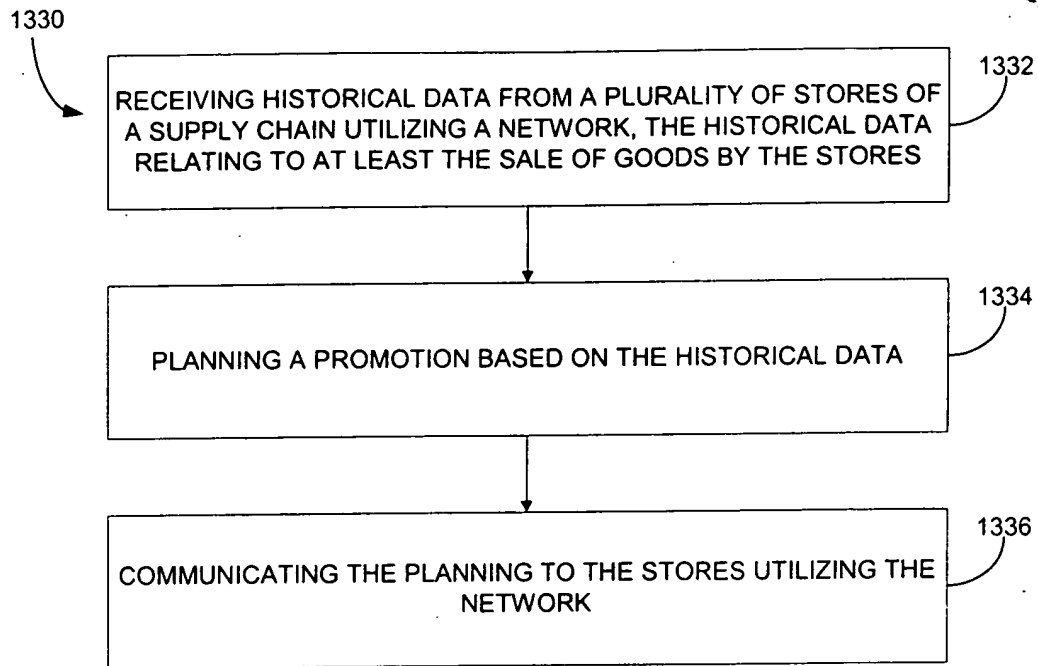 1330
1332
RECEIVING HISTORICAL DATA FROM A PLURALITY OF STORES OF
A SUPPLY CHAIN UTILIZING A NETWORK, THE HISTORICAL DATA
RELATING TO AT LEAST THE SALE OF GOODS BY THE STORES
1334
PLANNING A PROMOTION BASED ON THE HISTORICAL DATA
1336
COMMUNICATING THE PLANNING TO THE STORES UTILIZING THE
NETWORK